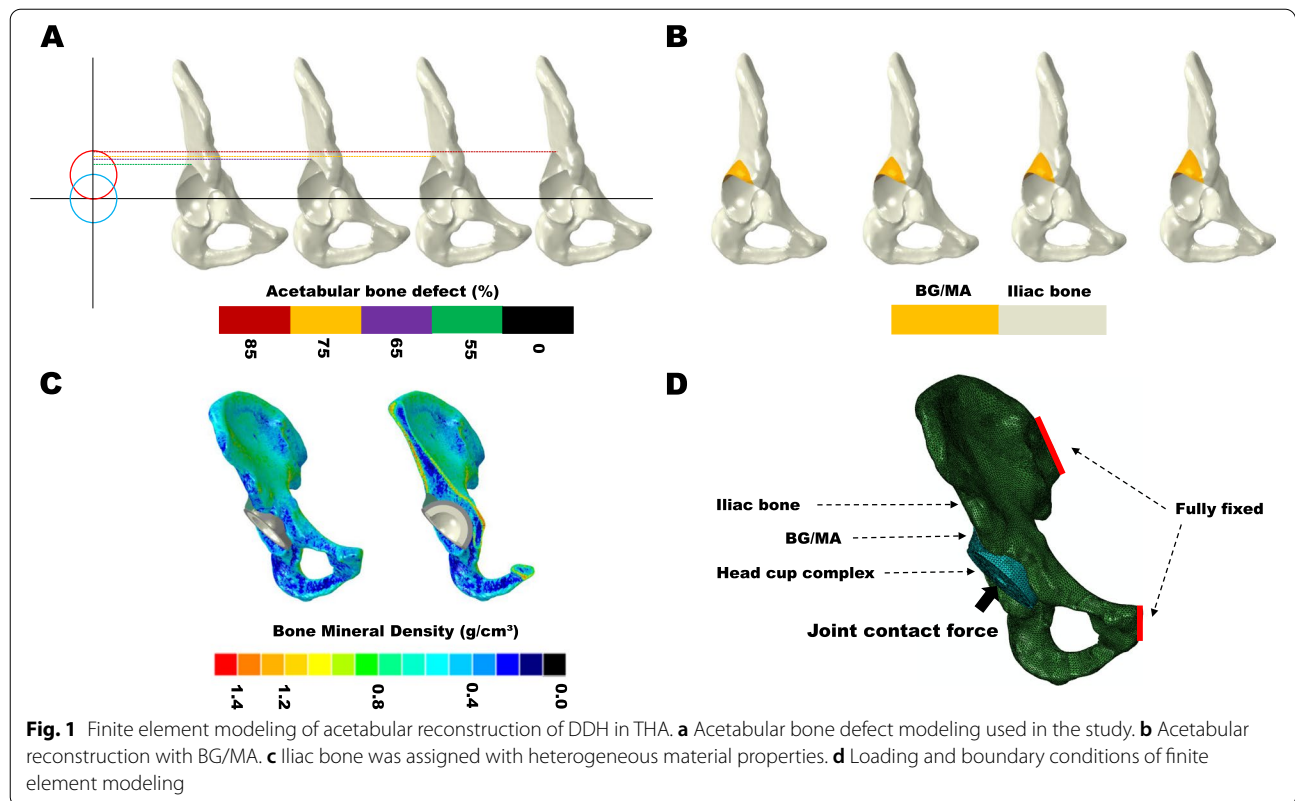 A
B
Acetabular bone defect (%)
85 75 65 55 0
BG/MA Iliac bone
C
D
Bone Mineral Density (g/cm³)
1.4 1.2 0.8 0.4 0.0
Iliac bone
BG/MA
Head cup complex
Joint contact force
Fully fixed
Fig. 1 Finite element modeling of acetabular reconstruction of DDH in THA. a Acetabular bone defect modeling used in the study. b Acetabular
reconstruction with BG/MA. c Iliac bone was assigned with heterogeneous material properties. d Loading and boundary conditions of finite
element modeling